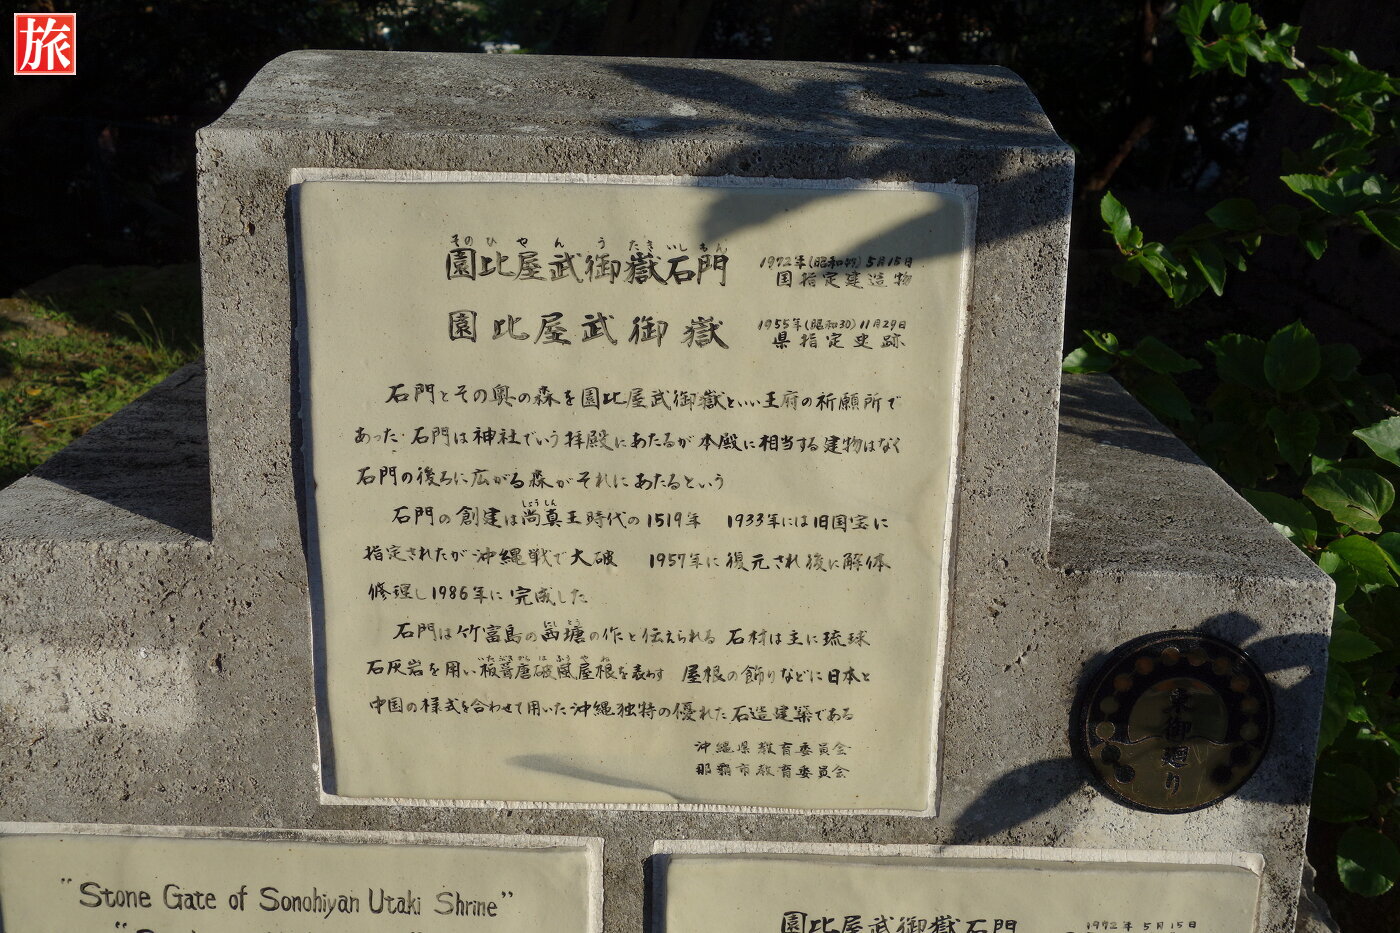 旅
そのひやんうたきいしもん
園比屋武御嶽石門 1972年(昭和47)5月15日
国指定建造物
園比屋武御嶽 1955年(昭和30)11月29日
県指定史跡
石門とその奥の森を園比屋武御嶽といい王府の祈願所で
あった 石門は神社でいう拝殿にあたるが本殿に相当する建物はなく
石門の後ろに広がる森がそれにあたるという
しょうしん
石門の創建は尚真王時代の1519年 1933年には旧国宝に
指定されたが沖縄戦で大破 1957年に復元され後に解体
修理し1986年に完成した
石門は竹富島の西塘の作と伝えられる 石材は主に琉球
石灰岩を用い板葺唐破風屋根を表わす 屋根の飾りなどに日本と
中国の様式を合わせて用いた沖縄独特の優れた石造建築である
沖縄県教育委員会
那覇市教育委員会
東御廻り
"Stone Gate of Sonohiyan Utaki Shrine"
園比屋武御嶽石門 1972年5月15日